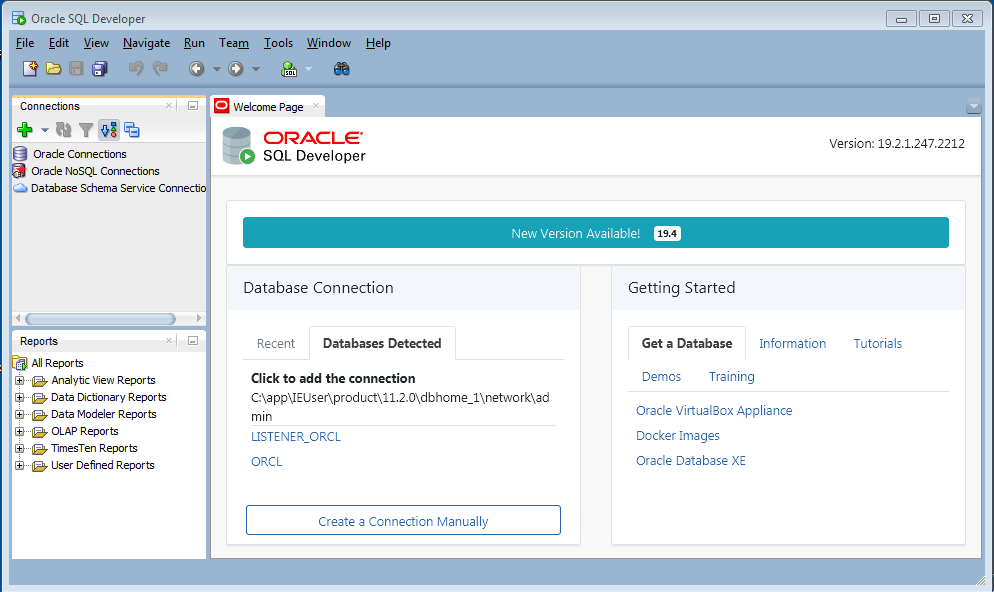 Oracle SQL Developer
File Edit View Navigate Run Team Tools Window Help
SQL
Connections
Oracle Connections
Oracle NoSQL Connections
Database Schema Service Connectio
Reports
All Reports
Analytic View Reports
Data Dictionary Reports
Data Modeler Reports
OLAP Reports
TimesTen Reports
User Defined Reports
Welcome Page
ORACLE
SQL Developer
Version: 19.2.1.247.2212
New Version Available! 19.4
Database Connection
Recent Databases Detected
Click to add the connection
C:\app\IEUser\product\11.2.0\dbhome_1\network\ad
min
LISTENER_ORCL
ORCL
Create a Connection Manually
Getting Started
Get a Database Information Tutorials
Demos Training
Oracle VirtualBox Appliance
Docker Images
Oracle Database XE